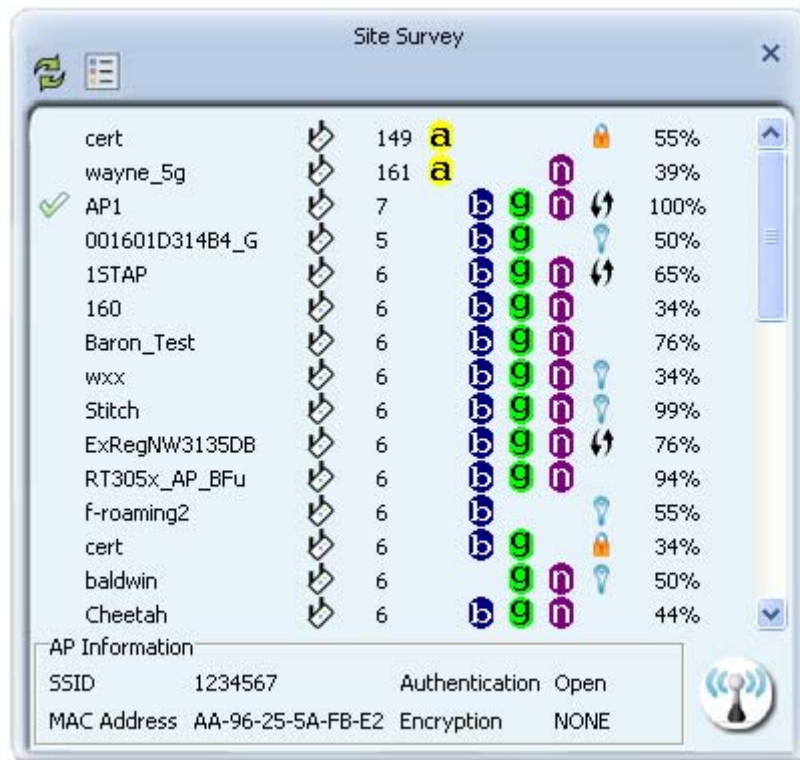 Site Survey
cert 149 a 55%
wayne_5g 161 a n 39%
AP1 7 b g n 100%
001601D314B4_G 5 b g 50%
1STAP 6 b g n 65%
160 6 b g n 34%
Baron_Test 6 b g n 76%
wxx 6 b g n 34%
Stitch 6 b g n 99%
ExRegNW3135DB 6 b g n 76%
RT305x_AP_BFu 6 b g n 94%
f-roaming2 6 b 55%
cert 6 b g 34%
baldwin 6 g n 50%
Cheetah 6 b g n 44%
AP Information
SSID 1234567 Authentication Open
MAC Address AA-96-25-5A-FB-E2 Encryption NONE